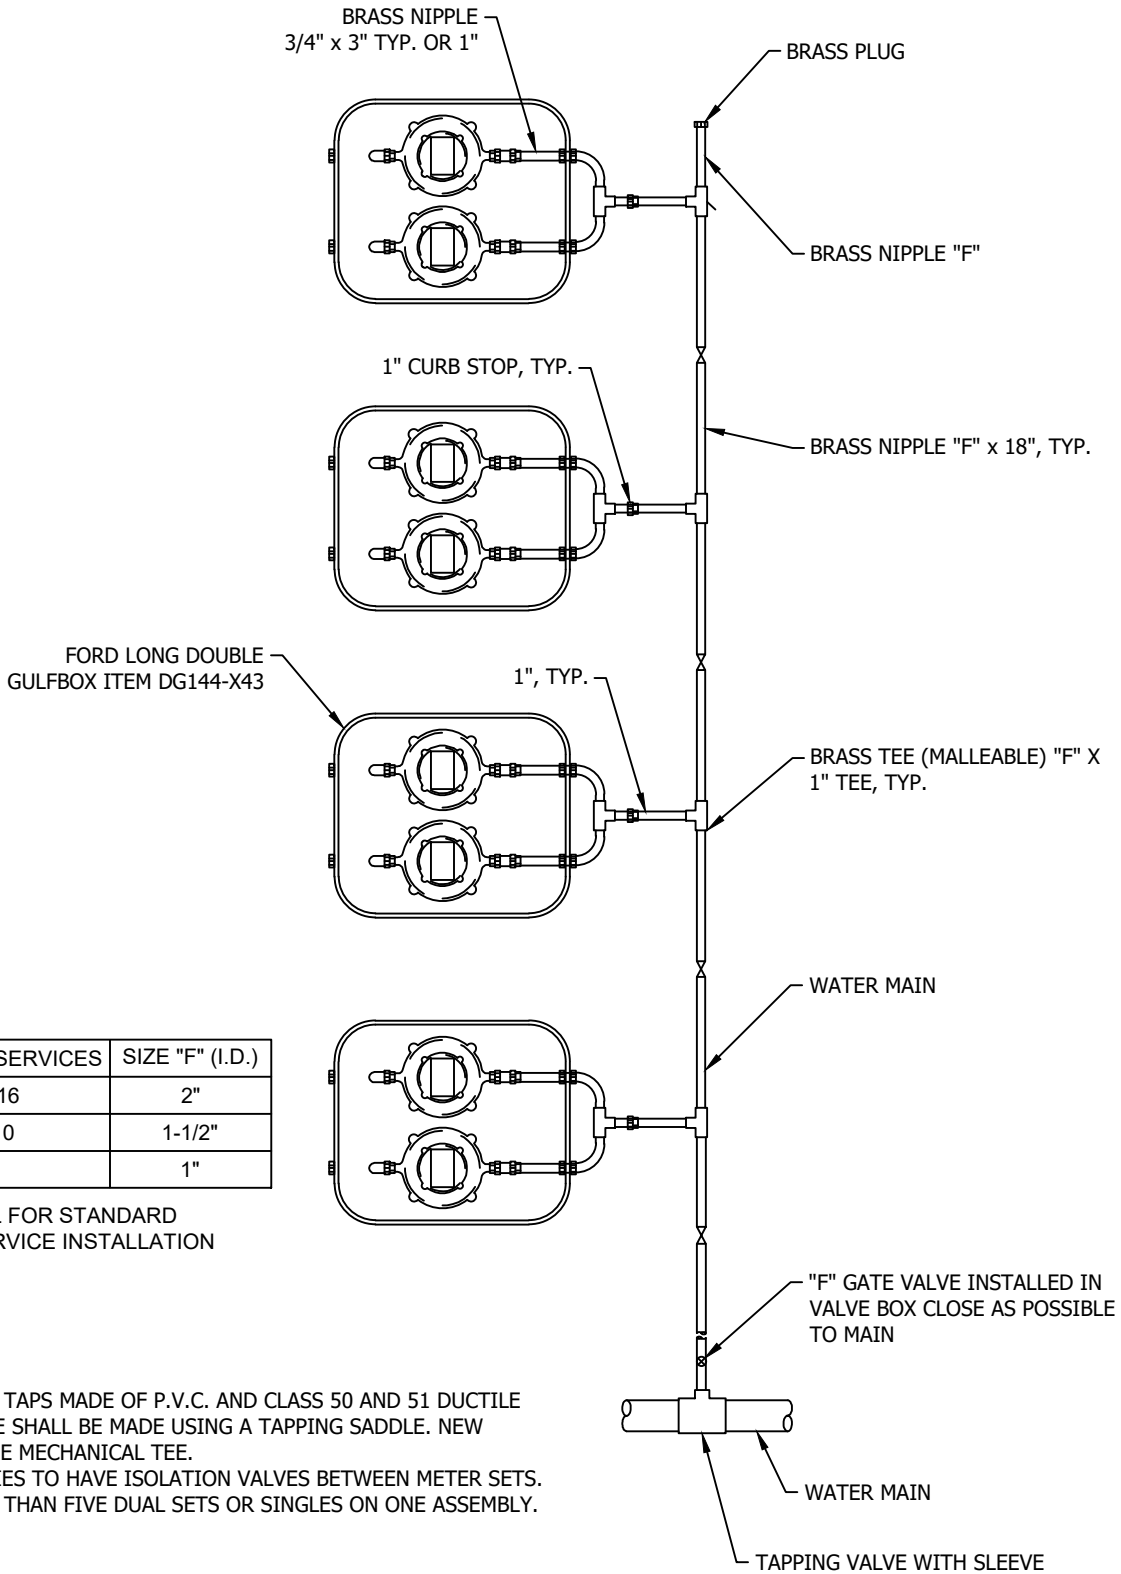 BRASS NIPPLE
3/4" x 3" TYP. OR 1"
BRASS PLUG
BRASS NIPPLE "F"
1" CURB STOP, TYP.
BRASS NIPPLE "F" x 18", TYP.
FORD LONG DOUBLE
GULFBOX ITEM DG144-X43
1", TYP.
BRASS TEE (MALLEABLE) "F" X
1" TEE, TYP.
WATER MAIN
SERVICES SIZE "F" (I.D.)
16 2"
0 1-1/2"
1"
FOR STANDARD
RVICE INSTALLATION
"F" GATE VALVE INSTALLED IN
VALVE BOX CLOSE AS POSSIBLE
TO MAIN
TAPS MADE OF P.V.C. AND CLASS 50 AND 51 DUCTILE
E SHALL BE MADE USING A TAPPING SADDLE. NEW
E MECHANICAL TEE.
IES TO HAVE ISOLATION VALVES BETWEEN METER SETS.
THAN FIVE DUAL SETS OR SINGLES ON ONE ASSEMBLY.
WATER MAIN
TAPPING VALVE WITH SLEEVE